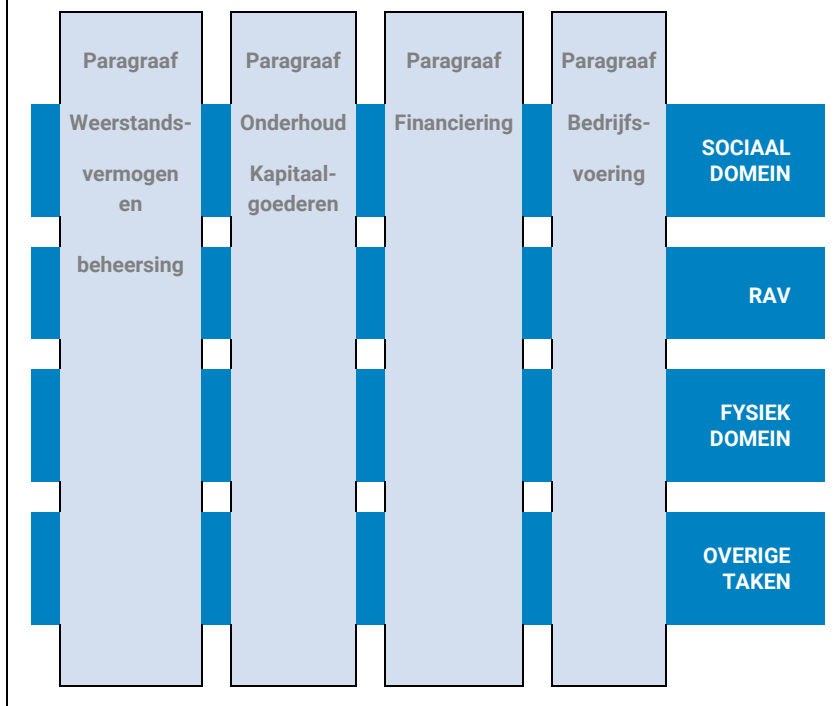 Paragraaf
Weerstands-
vermogen
en
beheersing
Paragraaf
Onderhoud
Kapitaal-
goederen
Paragraaf
Financiering
Paragraaf
Bedrijfs-
voering
SOCIAAL
DOMEIN
RAV
FYSIEK
DOMEIN
OVERIGE
TAKEN